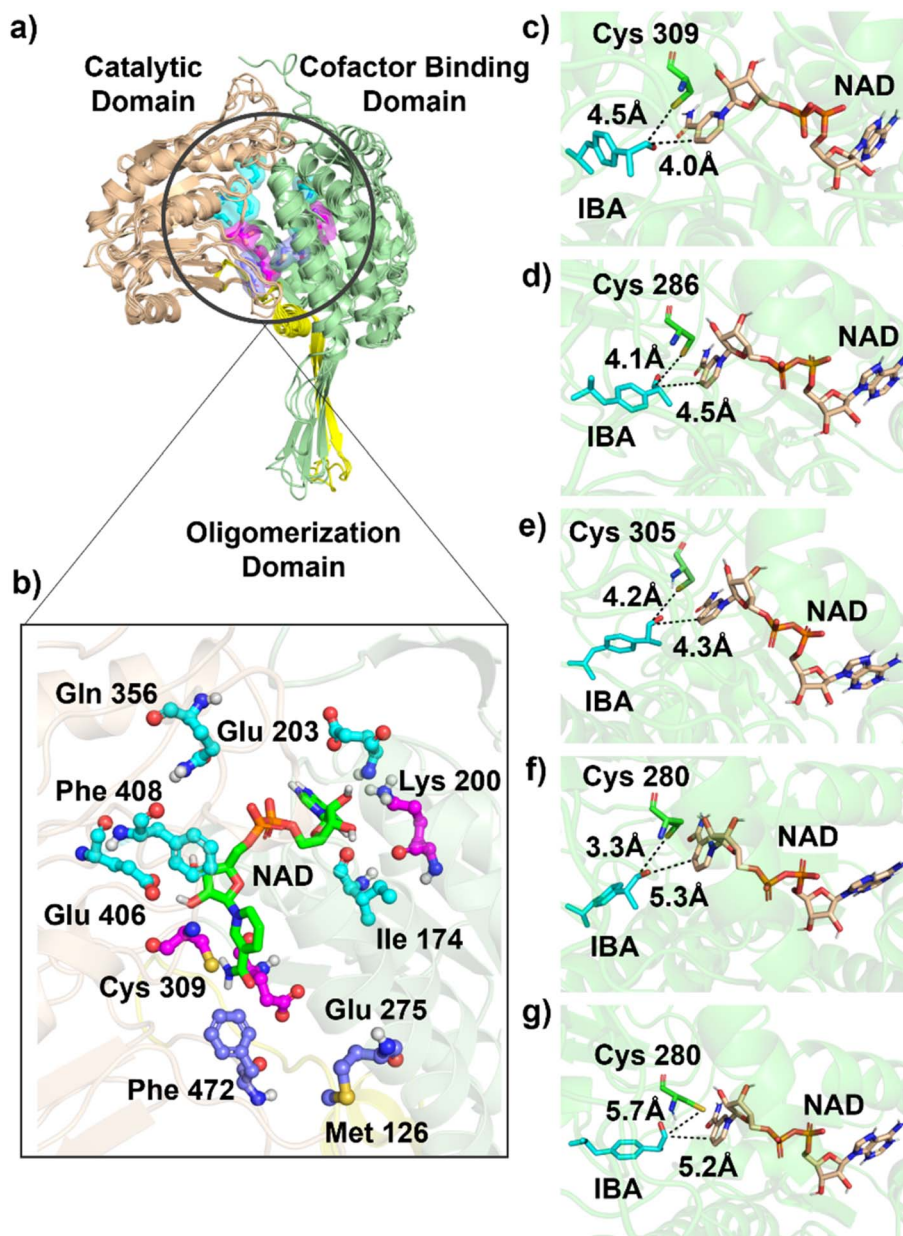 a)
Catalytic
Domain
Cofactor Binding
Domain
Oligomerization
Domain
b)
Gln 356
Glu 203
Lys 200
Phe 408
NAD
Glu 406
Ile 174
Cys 309
Glu 275
Phe 472
Met 126
c)
Cys 309
NAD
4.5Å
4.0Å
IBA
d)
Cys 286
NAD
4.1Å
4.5Å
IBA
e)
Cys 305
NAD
4.2Å
4.3Å
IBA
f)
Cys 280
NAD
3.3Å
5.3Å
IBA
g)
Cys 280
NAD
5.7Å
5.2Å
IBA